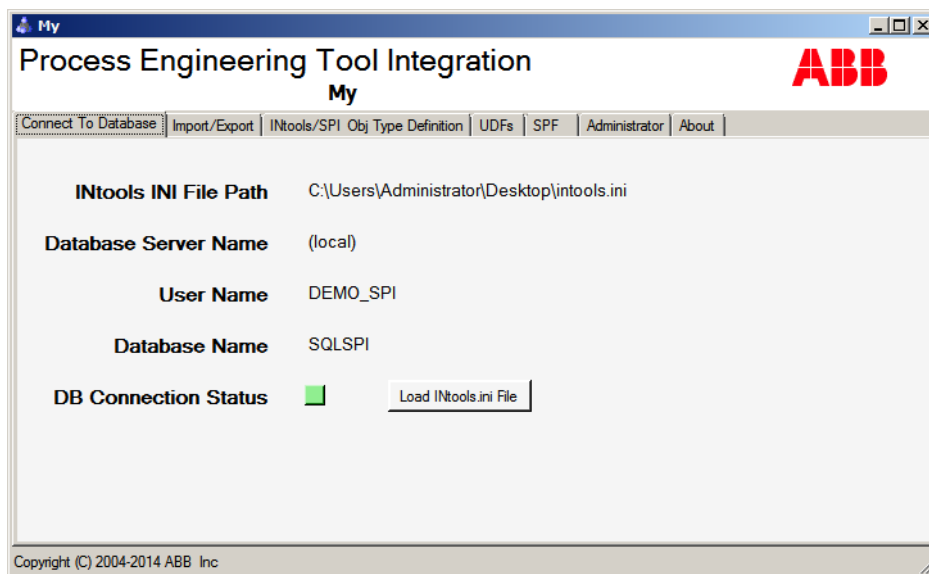 My
Process Engineering Tool Integration
My
ABB
Connect To Database Import/Export INtools/SPI Obj Type Definition UDFs SPF Administrator About
INtools INI File Path C:\Users\Administrator\Desktop\intools.ini
Database Server Name (local)
User Name DEMO_SPI
Database Name SQLSPI
DB Connection Status Load INtools.ini File
Copyright (C) 2004-2014 ABB Inc